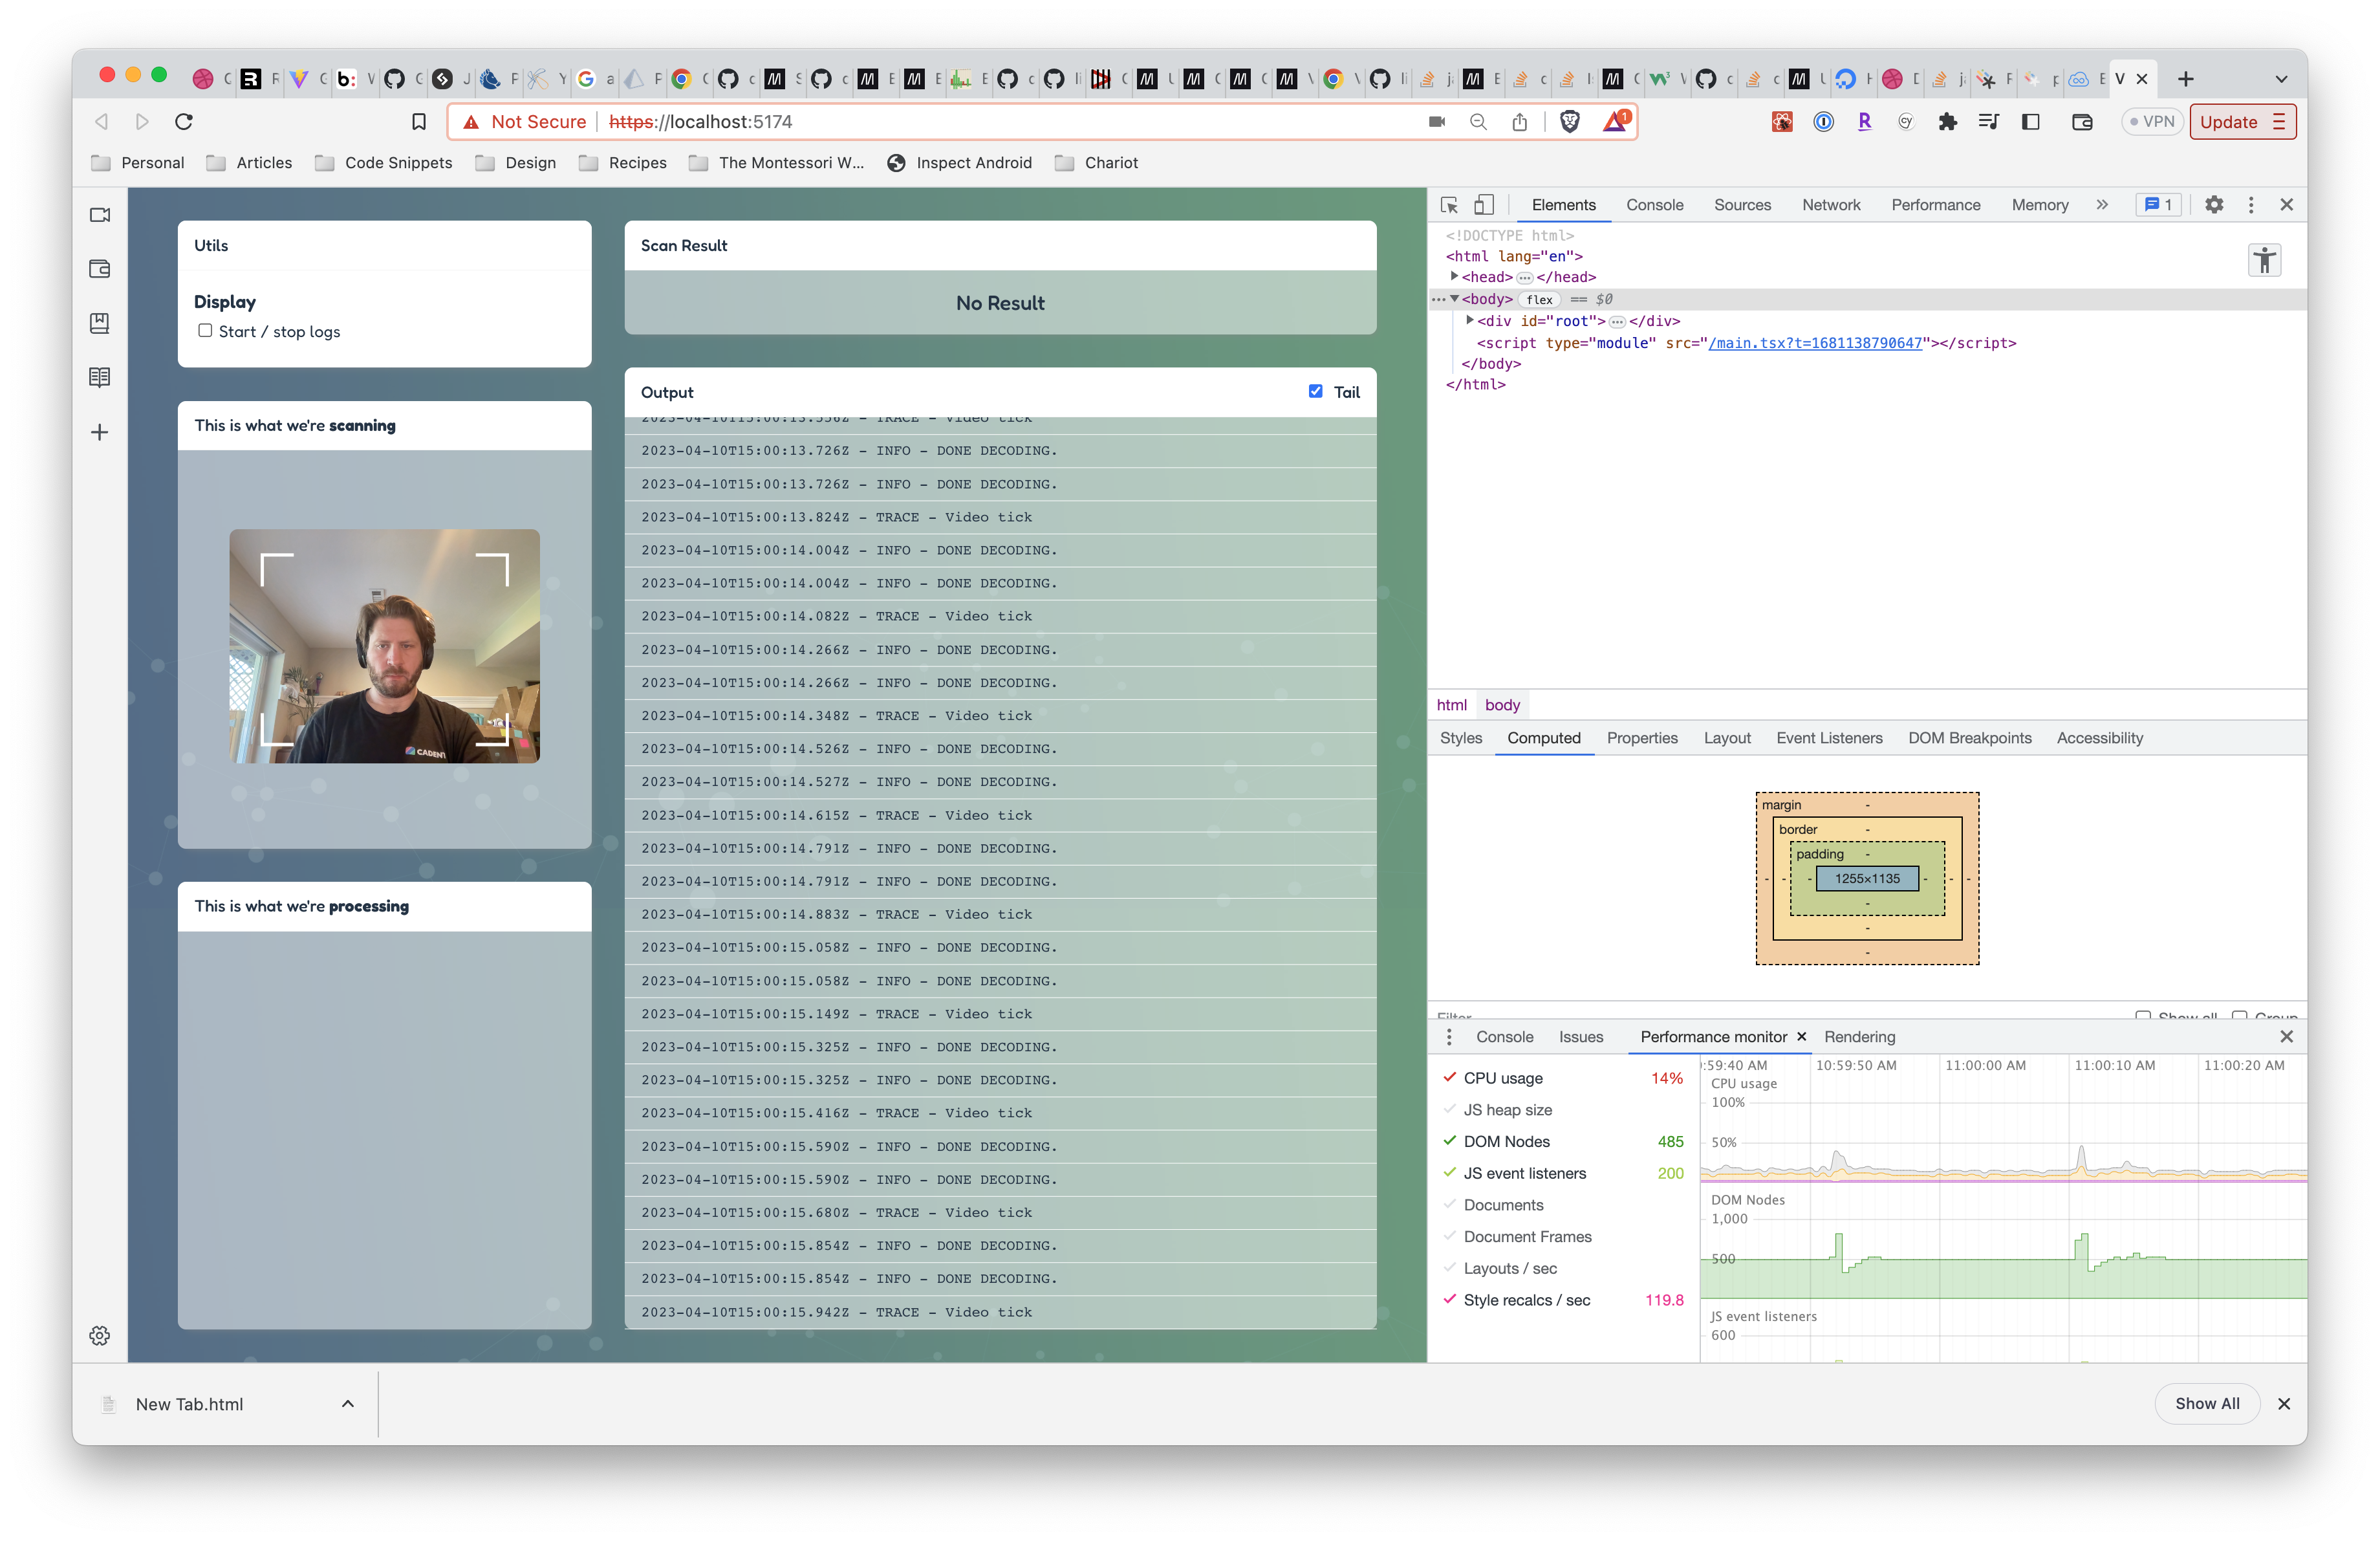 Not Secure https://localhost:5174
1
VPN
Update
Personal Articles Code Snippets Design Recipes The Montessori W... Inspect Android Chariot
Utils
Display
Start / stop logs
This is what we're scanning
CADENT
This is what we're processing
Scan Result
No Result
Output Tail
2023-04-10T15:00:13.556Z - TRACE - Video tick
2023-04-10T15:00:13.726Z - INFO - DONE DECODING.
2023-04-10T15:00:13.726Z - INFO - DONE DECODING.
2023-04-10T15:00:13.824Z - TRACE - Video tick
2023-04-10T15:00:14.004Z - INFO - DONE DECODING.
2023-04-10T15:00:14.004Z - INFO - DONE DECODING.
2023-04-10T15:00:14.082Z - TRACE - Video tick
2023-04-10T15:00:14.266Z - INFO - DONE DECODING.
2023-04-10T15:00:14.266Z - INFO - DONE DECODING.
2023-04-10T15:00:14.348Z - TRACE - Video tick
2023-04-10T15:00:14.526Z - INFO - DONE DECODING.
2023-04-10T15:00:14.527Z - INFO - DONE DECODING.
2023-04-10T15:00:14.615Z - TRACE - Video tick
2023-04-10T15:00:14.791Z - INFO - DONE DECODING.
2023-04-10T15:00:14.791Z - INFO - DONE DECODING.
2023-04-10T15:00:14.883Z - TRACE - Video tick
2023-04-10T15:00:15.058Z - INFO - DONE DECODING.
2023-04-10T15:00:15.058Z - INFO - DONE DECODING.
2023-04-10T15:00:15.149Z - TRACE - Video tick
2023-04-10T15:00:15.325Z - INFO - DONE DECODING.
2023-04-10T15:00:15.325Z - INFO - DONE DECODING.
2023-04-10T15:00:15.416Z - TRACE - Video tick
2023-04-10T15:00:15.590Z - INFO - DONE DECODING.
2023-04-10T15:00:15.590Z - INFO - DONE DECODING.
2023-04-10T15:00:15.680Z - TRACE - Video tick
2023-04-10T15:00:15.854Z - INFO - DONE DECODING.
2023-04-10T15:00:15.854Z - INFO - DONE DECODING.
2023-04-10T15:00:15.942Z - TRACE - Video tick
Elements Console Sources Network Performance Memory 1
<!DOCTYPE html>
<html lang="en">
<head> ... </head>
... <body> flex == $0
<div id="root"> ... </div>
<script type="module" src="/main.tsx?t=1681138790647"></script>
</body>
</html>
html body
Styles Computed Properties Layout Event Listeners DOM Breakpoints Accessibility
margin -
border -
padding -
- - - 1255×1135 - - -
-
-
-
Filter Show all Group
Console Issues Performance monitor Rendering
CPU usage 14%
JS heap size
DOM Nodes 485
JS event listeners 200
Documents
Document Frames
Layouts / sec
Style recalcs / sec 119.8
:59:40 AM 10:59:50 AM 11:00:00 AM 11:00:10 AM 11:00:20 AM
CPU usage
100%
50%
DOM Nodes
1,000
500
JS event listeners
600
New Tab.html
Show All